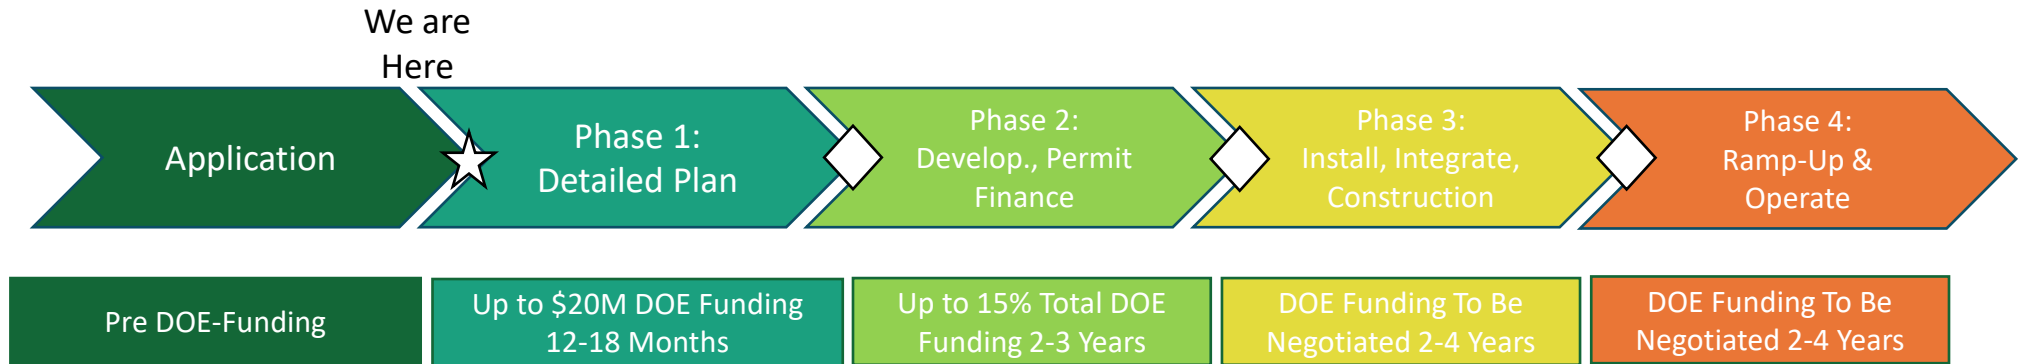 We are
Here
Application
Phase 1:
Detailed Plan
Phase 2:
Develop., Permit
Finance
Phase 3:
Install, Integrate,
Construction
Phase 4:
Ramp-Up &
Operate
Pre DOE-Funding
Up to $20M DOE Funding
12-18 Months
Up to 15% Total DOE
Funding 2-3 Years
DOE Funding To Be
Negotiated 2-4 Years
DOE Funding To Be
Negotiated 2-4 Years